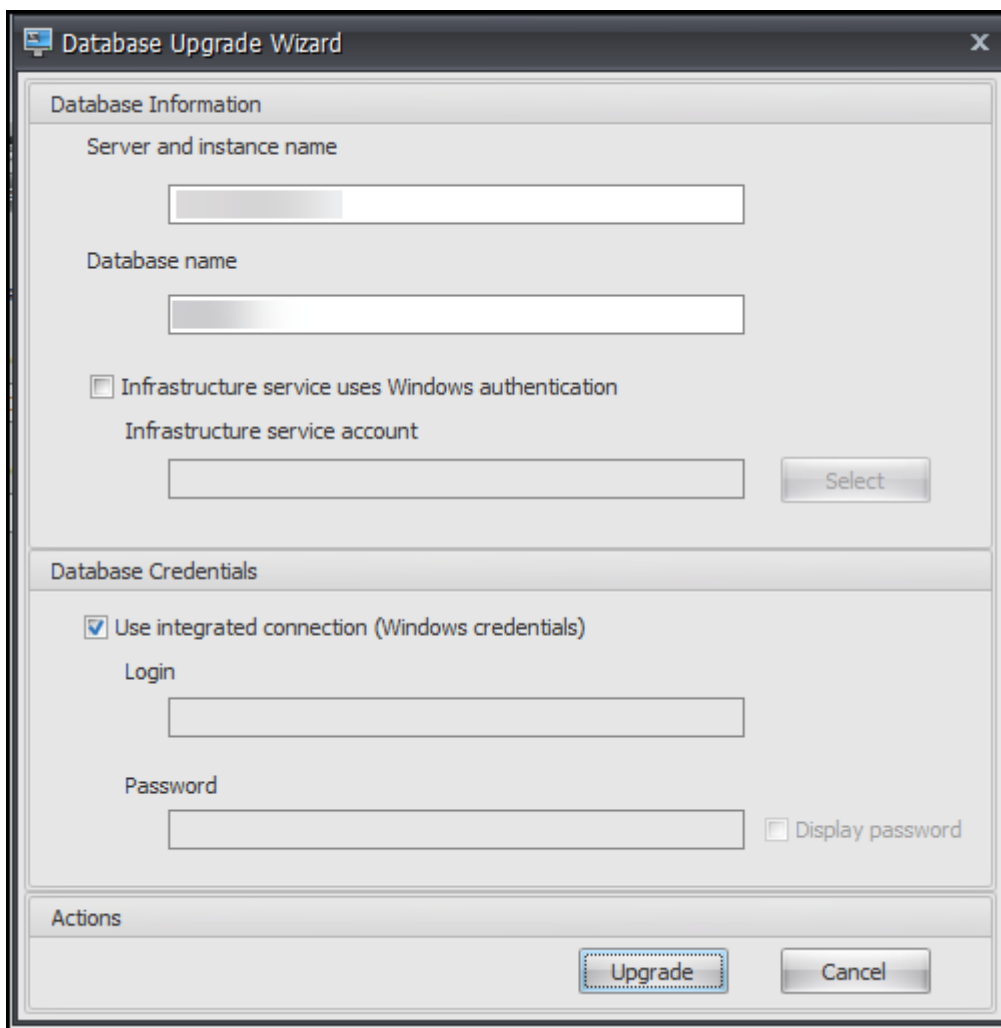 Database Upgrade Wizard x
Database Information
Server and instance name
Database name
Infrastructure service uses Windows authentication
Infrastructure service account
Select
Database Credentials
Use integrated connection (Windows credentials)
Login
Password
Display password
Actions
Upgrade Cancel